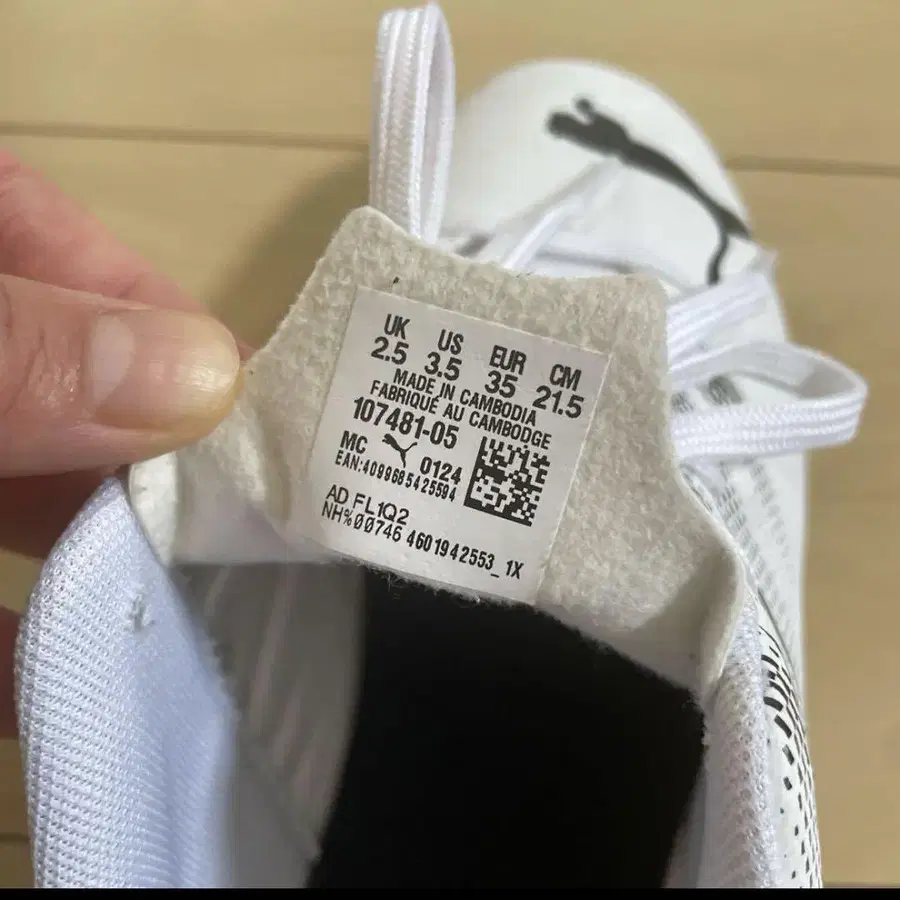 UK US EUR CM
2.5 3.5 35 21.5
MADE IN CAMBODIA
FABRIQUÉ AU CAMBODGE
107481-05
MC 0124
EAN:4099685425594
AD FL1Q2
NH%00746 4601942553_1X